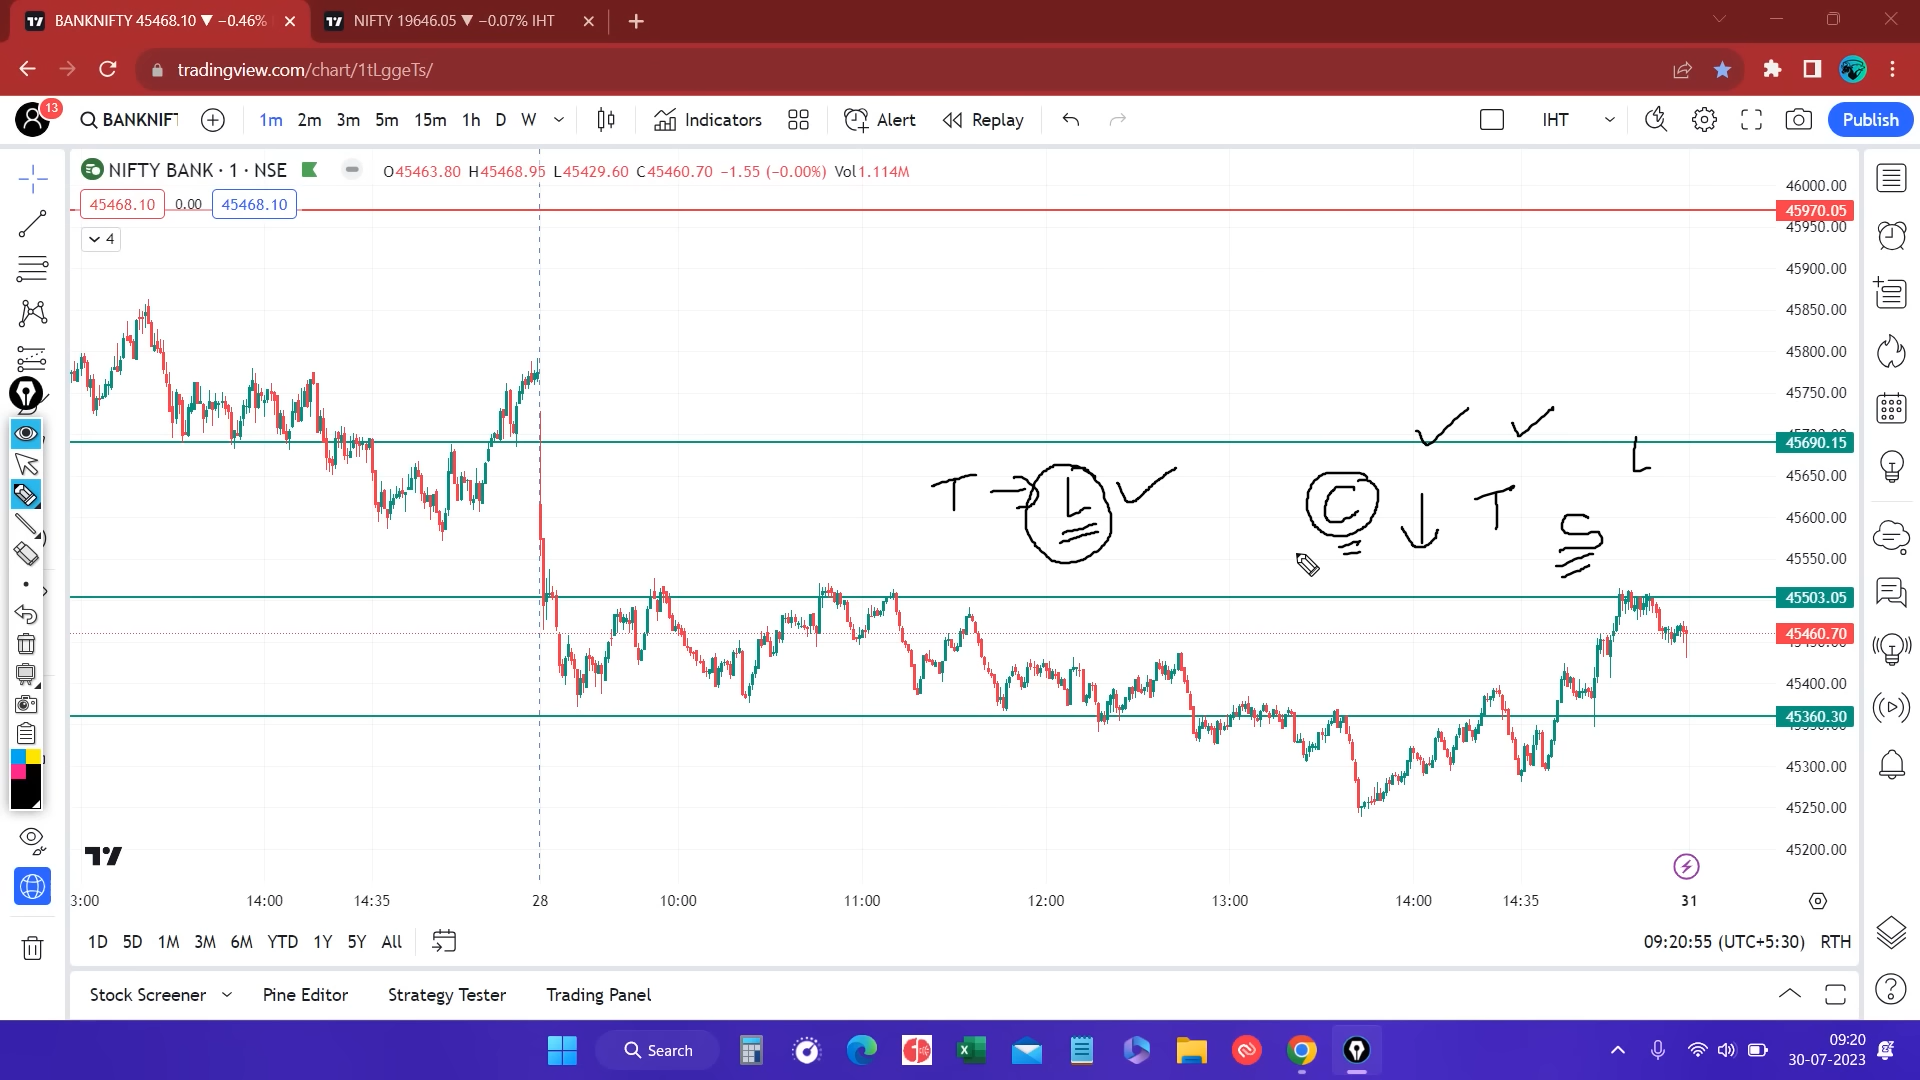 BANKNIFTY 45468.10 ▼ −0.46%
NIFTY 19646.05 ▼ −0.07% IHT
tradingview.com/chart/1tLggeTs/
13
BANKNIFT
1m 2m 3m 5m 15m 1h D W
Indicators
Alert
Replay
IHT
Publish
NIFTY BANK · 1 · NSE
O45463.80 H45468.95 L45429.60 C45460.70 −1.55 (−0.00%) Vol1.114M
45468.10 0.00 45468.10
4
46000.00
45970.05
45950.00
45900.00
45850.00
45800.00
45750.00
45690.15
45650.00
45600.00
45550.00
45503.05
45460.70
45400.00
45360.30
45300.00
45250.00
45200.00
T ⇒ L ✓
✓ ✓
L
C ↓ T S
3:00 14:00 14:35 28 10:00 11:00 12:00 13:00 14:00 14:35 31
1D 5D 1M 3M 6M YTD 1Y 5Y All
09:20:55 (UTC+5:30) RTH
Stock Screener Pine Editor Strategy Tester Trading Panel
Search
09:20
30-07-2023